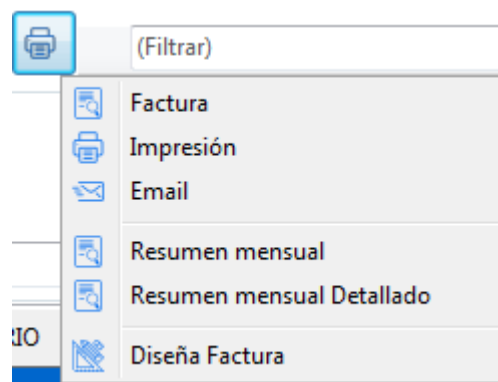 (Filtrar)
Factura
Impresión
Email
Resumen mensual
Resumen mensual Detallado
RIO
Diseña Factura